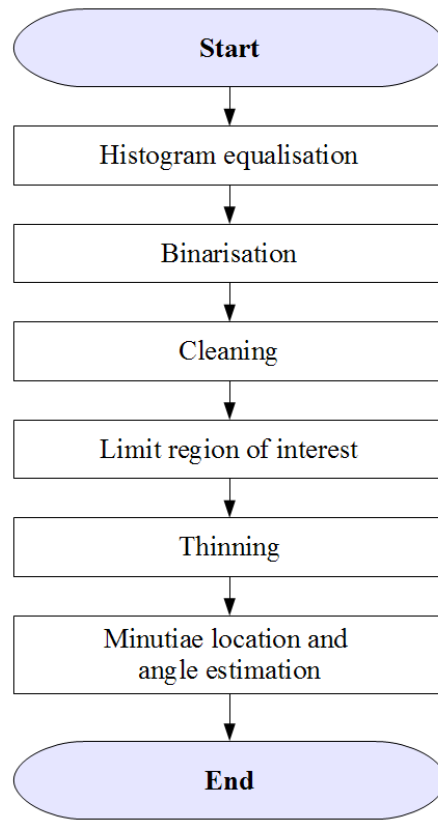 Start
Histogram equalisation
Binarisation
Cleaning
Limit region of interest
Thinning
Minutiae location and
angle estimation
End